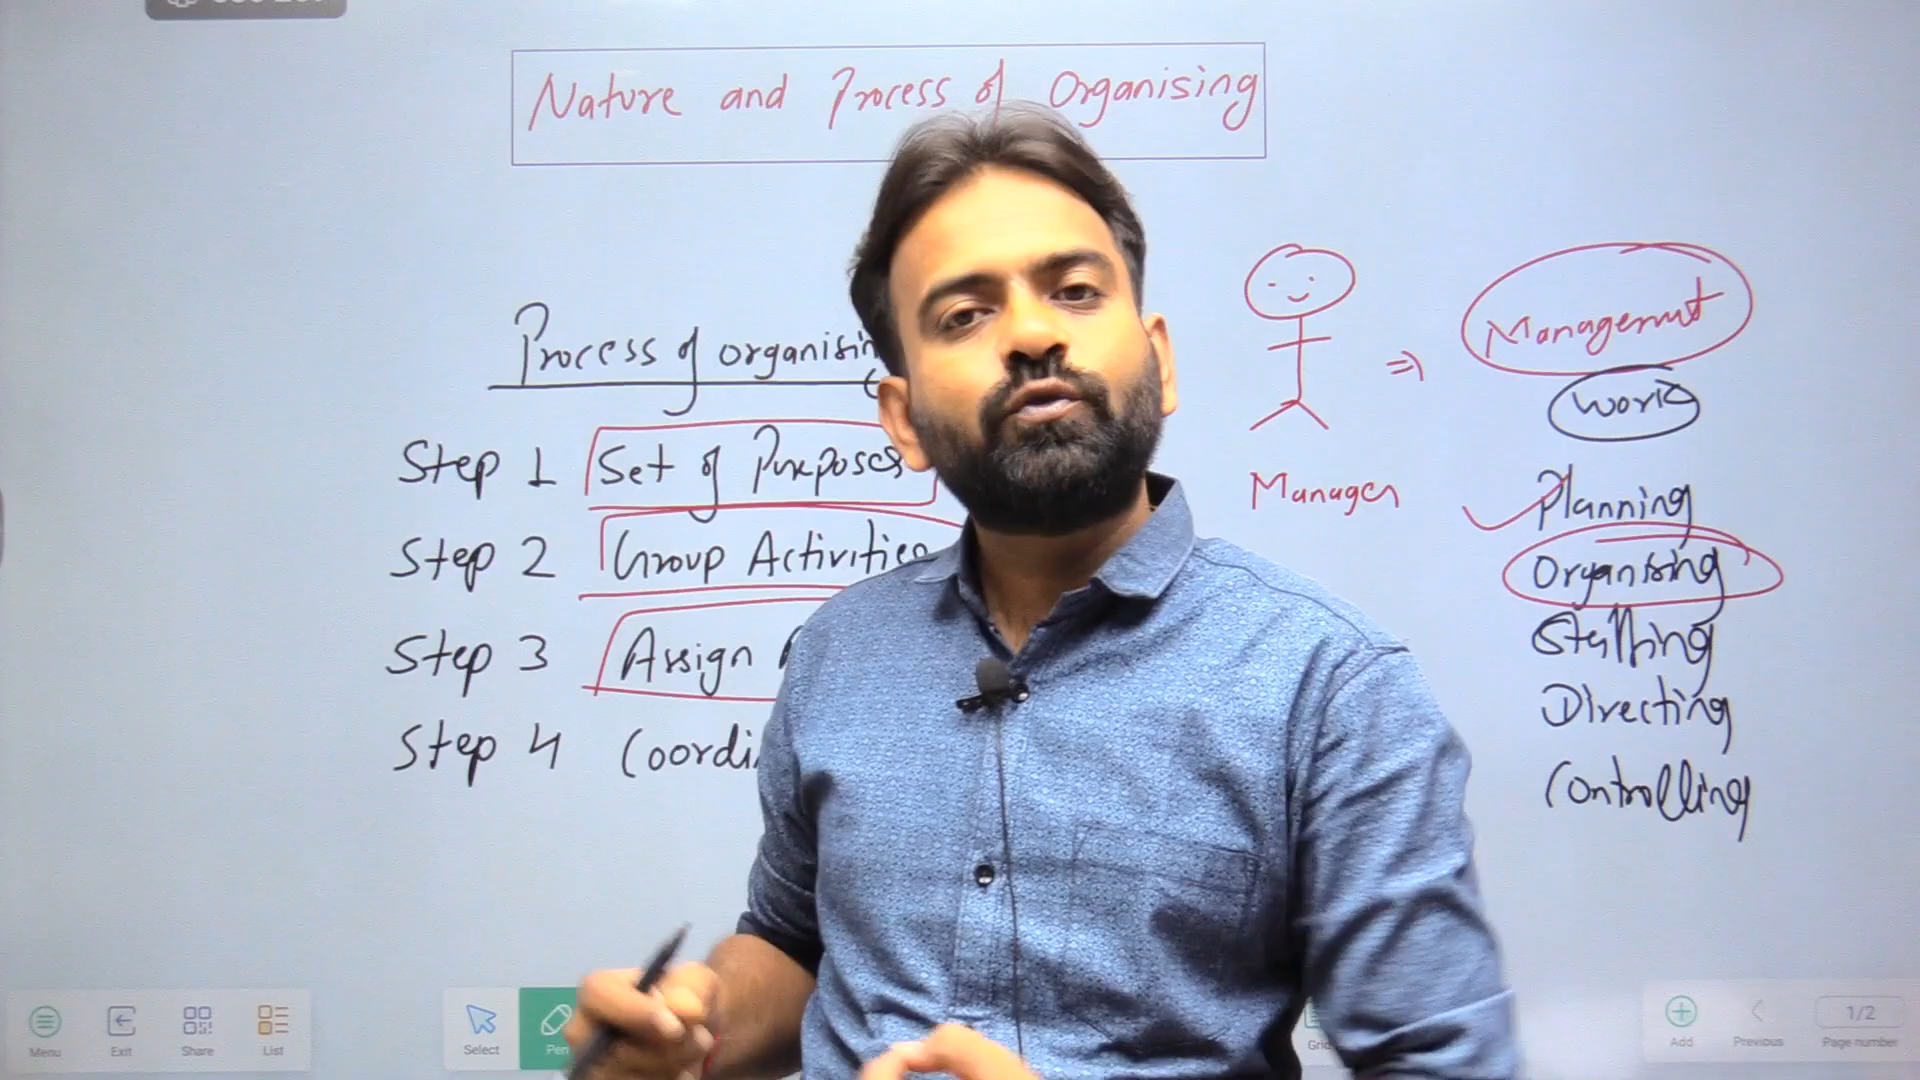 Nature and Process of Organising
Process of organisin
Step 1 Set of Purposes
Step 2 Group Activities
Step 3 Assign
Step 4 Coordi
Manager
⇒
Management
Work
Planning
Organising
Staffing
Directing
Controlling
Menu
Exit
Share
List
Select
Pen
Grid
Add
Previous
1/2
Page number